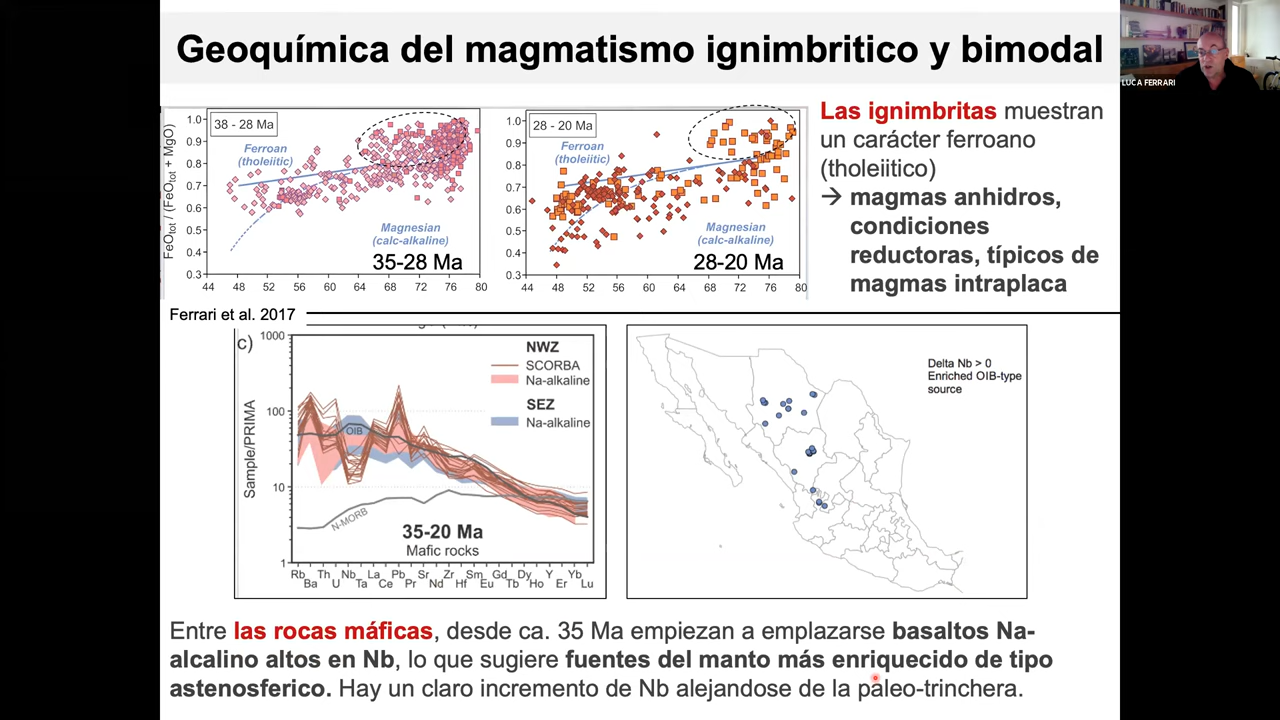 Geoquímica del magmatismo ignimbritico y bimodal
LUCA FERRARI
38 - 28 Ma
Ferroan
(tholeiitic)
Magnesian
(calc-alkaline)
35-28 Ma
FeOtot / (FeOtot + MgO)
1.0
0.9
0.8
0.7
0.6
0.5
0.4
0.3
44 48 52 56 60 64 68 72 76 80
28 - 20 Ma
Ferroan
(tholeiitic)
Magnesian
(calc-alkaline)
28-20 Ma
1.0
0.9
0.8
0.7
0.6
0.5
0.4
0.3
44 48 52 56 60 64 68 72 76 80
Las ignimbritas muestran
un carácter ferroano
(tholeiitico)
→ magmas anhidros,
condiciones
reductoras, típicos de
magmas intraplaca
Ferrari et al. 2017
c)
1000
100
10
1
Sample/PRIMA
NWZ
SCORBA
Na-alkaline
SEZ
Na-alkaline
OIB
N-MORB
35-20 Ma
Mafic rocks
Rb Th Nb La Pb Sr Zr Sm Gd Dy Y Yb
Ba U Ta Ce Pr Nd Hf Eu Tb Ho Er Lu
Delta Nb > 0
Enriched OIB-type
source
Entre las rocas máficas, desde ca. 35 Ma empiezan a emplazarse basaltos Na-
alcalino altos en Nb, lo que sugiere fuentes del manto más enriquecido de tipo
astenosferico. Hay un claro incremento de Nb alejandose de la paleo-trinchera.